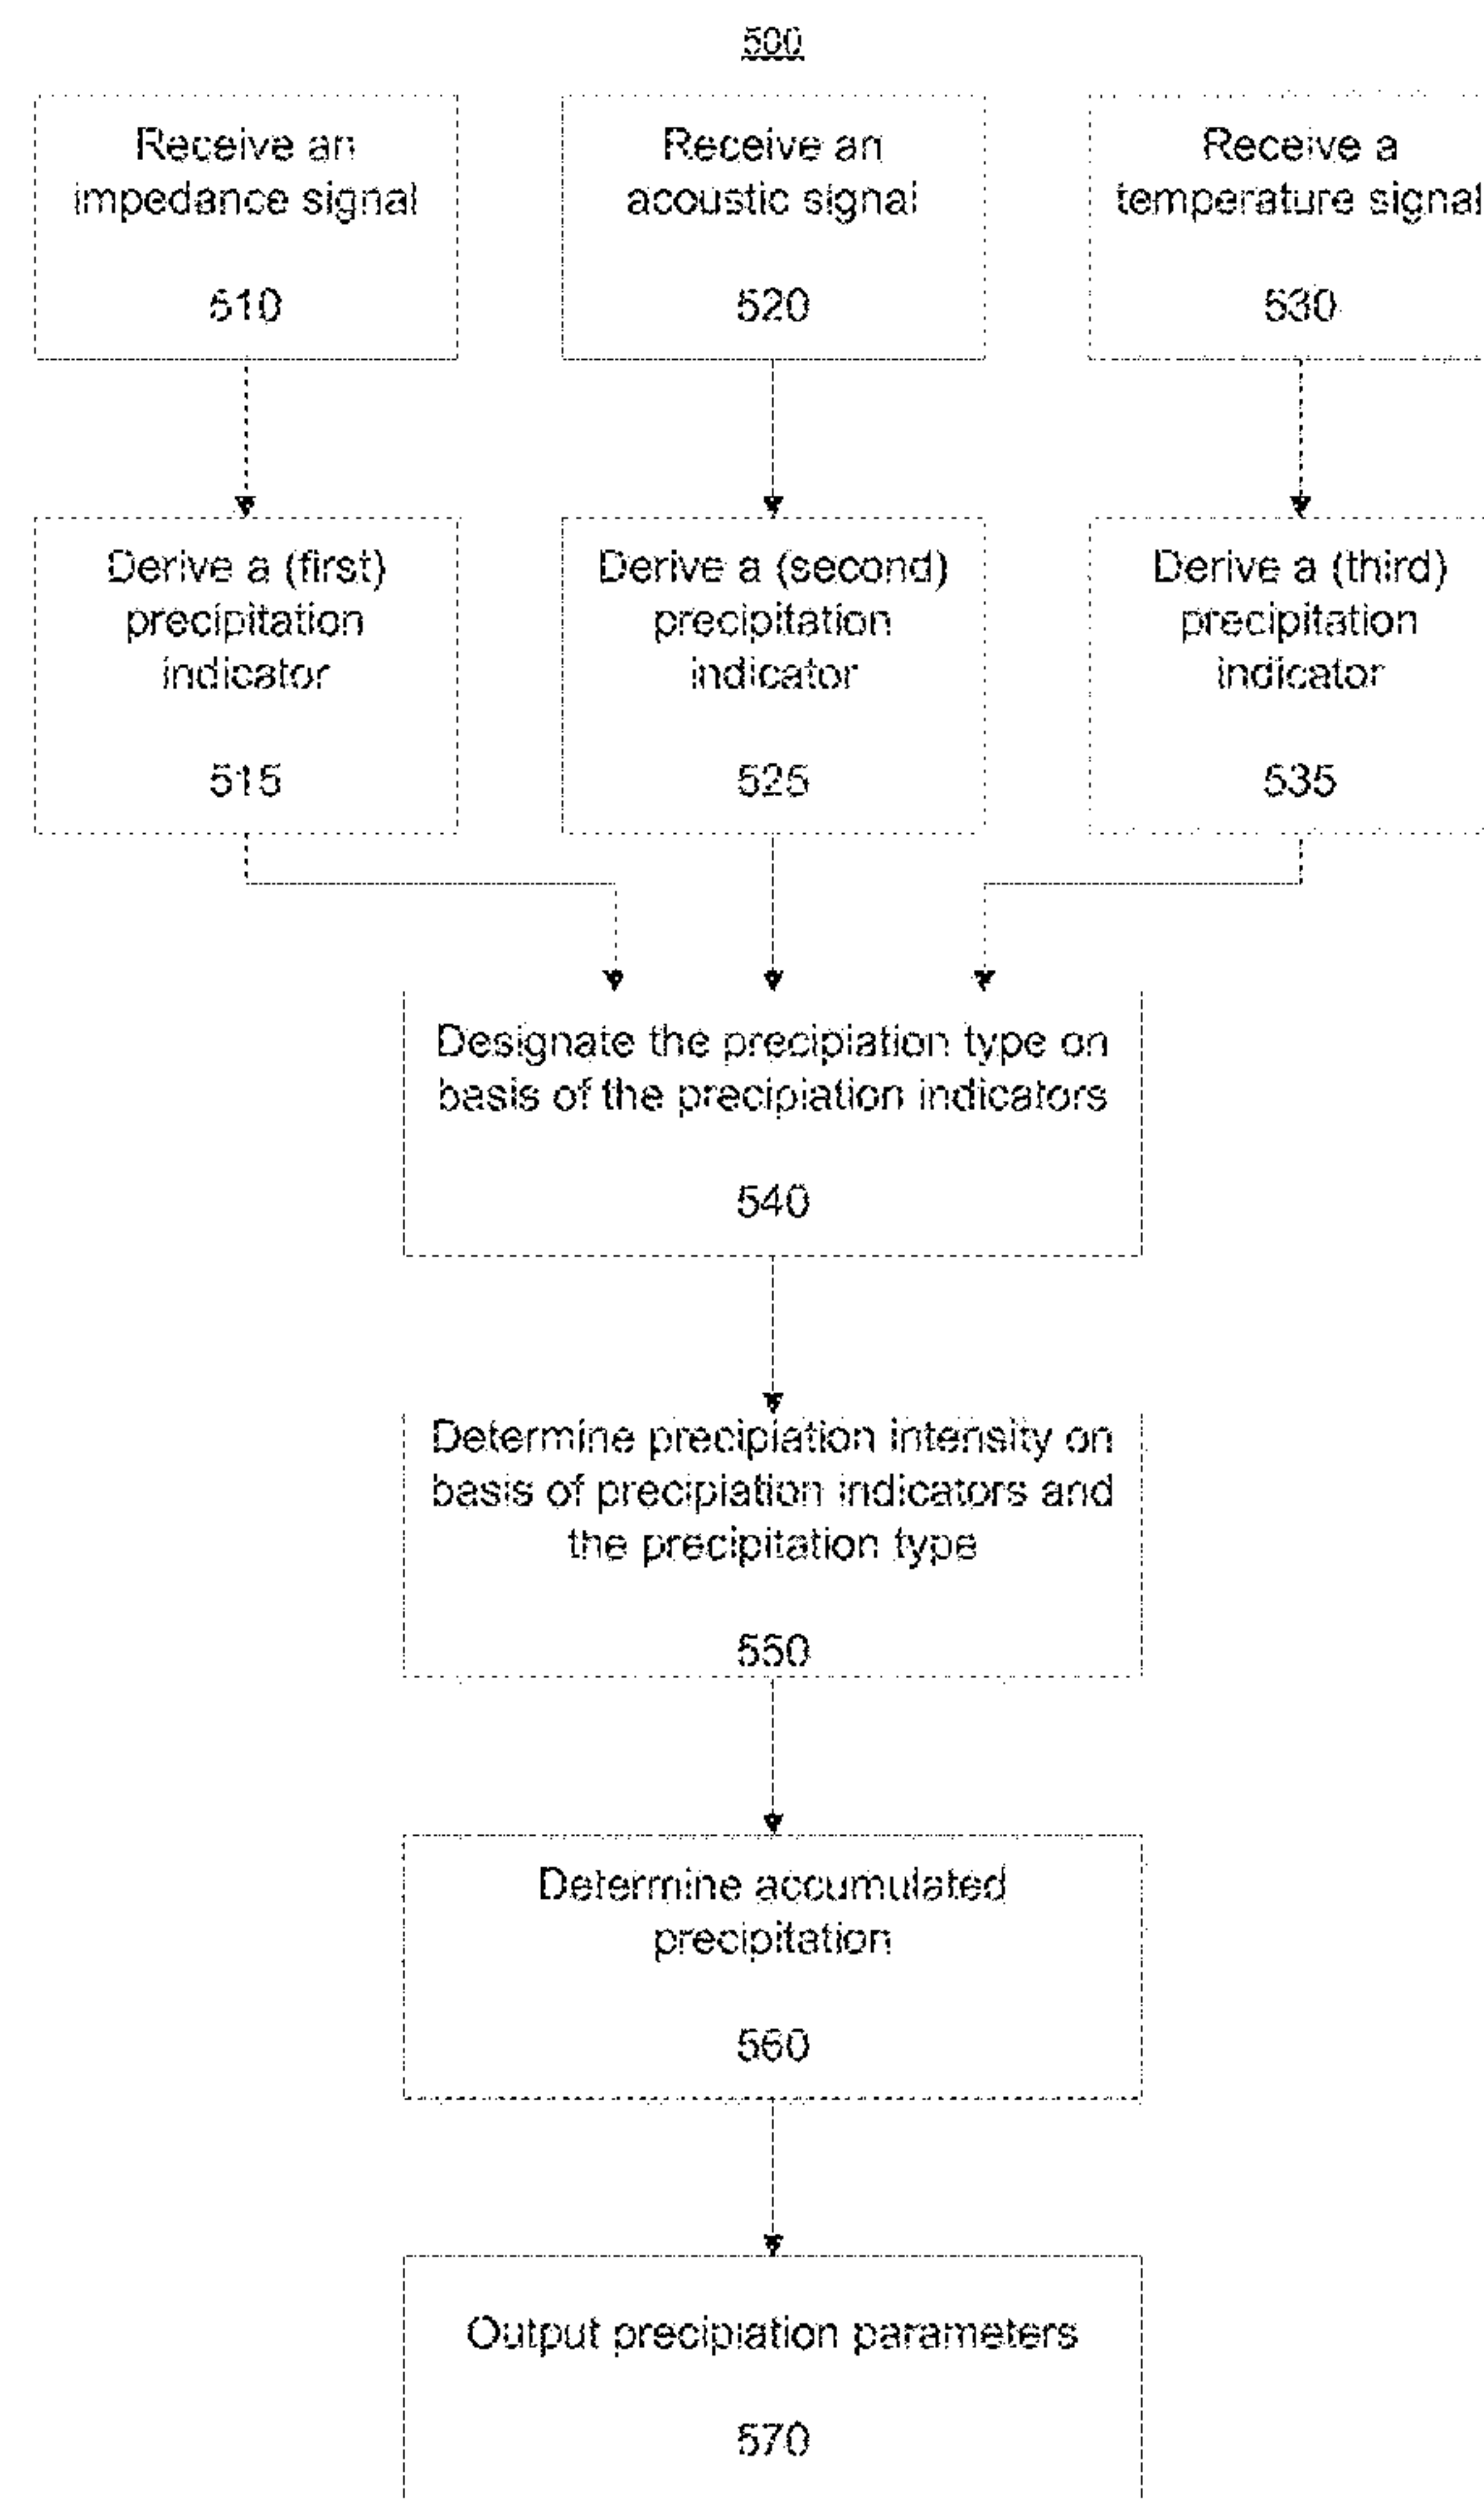 500
Receive an
impedance signal
510
Receive an
acoustic signal
520
Receive a
temperature signal
530
Derive a (first)
precipitation
indicator
515
Derive a (second)
precipitation
indicator
525
Derive a (third)
precipitation
indicator
535
Designate the precipiation type on
basis of the precipiation indicators
540
Determine precipiation intensity on
basis of precipiation indicators and
the precipitation type
550
Determine accumulated
precipitation
560
Output precipiation parameters
570